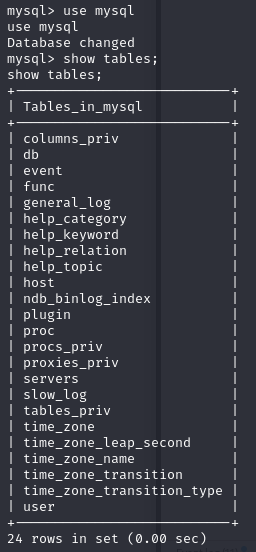 mysql> use mysql
use mysql
Database changed
mysql> show tables;
show tables;
+---------------------------+
| Tables_in_mysql           |
+---------------------------+
| columns_priv              |
| db                        |
| event                     |
| func                      |
| general_log               |
| help_category             |
| help_keyword              |
| help_relation             |
| help_topic                |
| host                      |
| ndb_binlog_index          |
| plugin                    |
| proc                      |
| procs_priv                |
| proxies_priv              |
| servers                   |
| slow_log                  |
| tables_priv               |
| time_zone                 |
| time_zone_leap_second     |
| time_zone_name            |
| time_zone_transition      |
| time_zone_transition_type |
| user                      |
+---------------------------+
24 rows in set (0.00 sec)